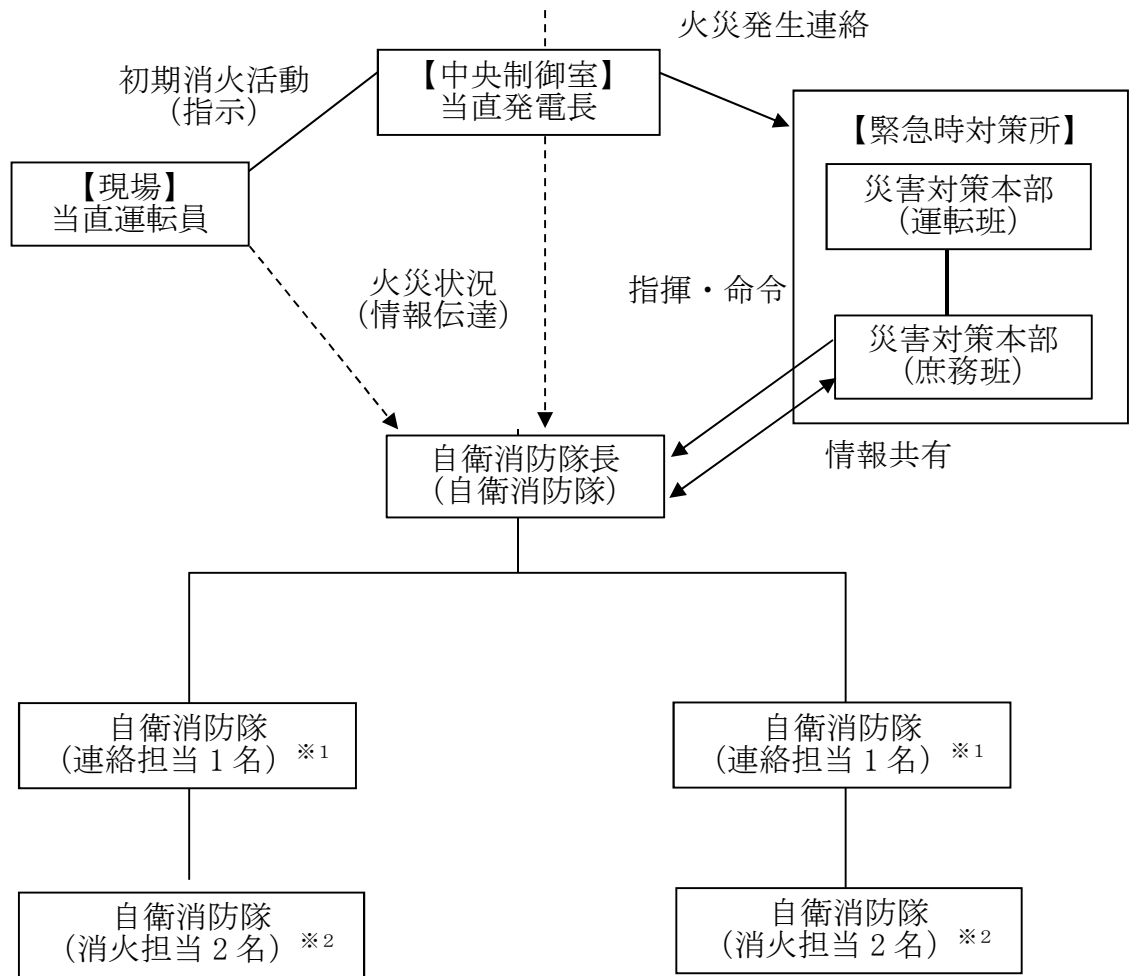 火災発生連絡
初期消火活動
(指示)
【中央制御室】
当直発電長
【緊急時対策所】
【現場】
当直運転員
災害対策本部
(運転班)
火災状況
(情報伝達)
指揮・命令
災害対策本部
(庶務班)
自衛消防隊長
(自衛消防隊)
情報共有
自衛消防隊
(連絡担当1名)※1
自衛消防隊
(連絡担当1名)※1
自衛消防隊
(消火担当2名)※2
自衛消防隊
(消火担当2名)※2